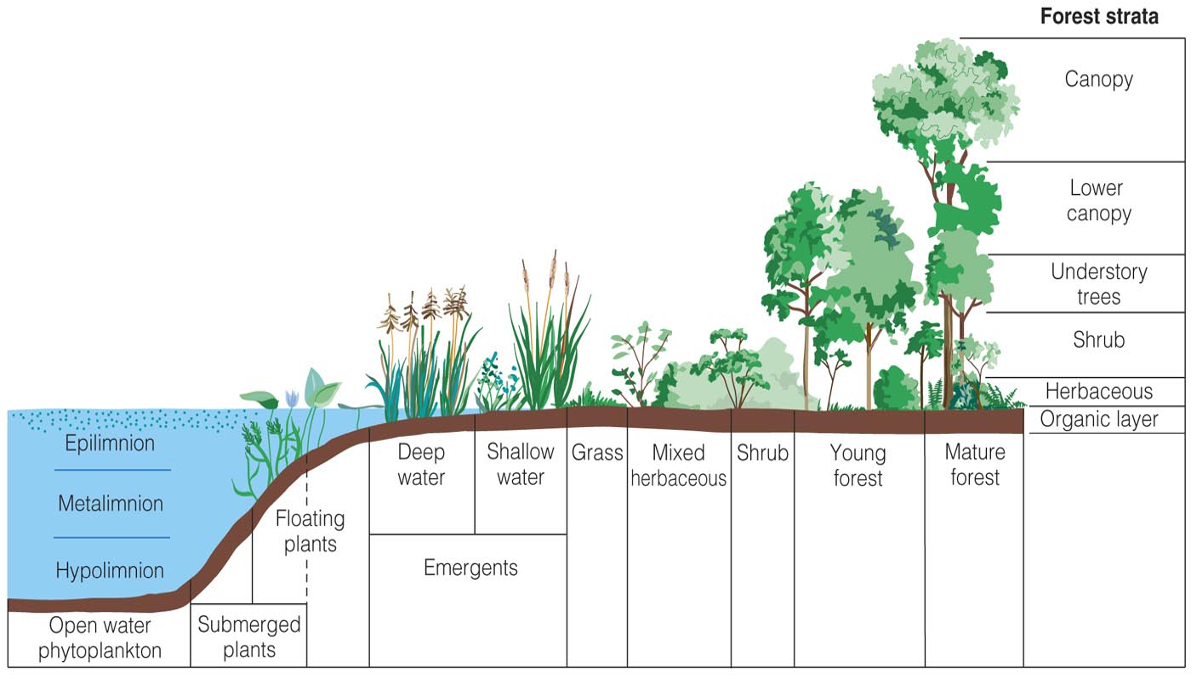 Forest strata
Canopy
Lower
canopy
Understory
trees
Shrub
Herbaceous
Organic layer
Epilimnion
Metalimnion
Hypolimnion
Open water
phytoplankton
Submerged
plants
Floating
plants
Deep
water
Shallow
water
Emergents
Grass
Mixed
herbaceous
Shrub
Young
forest
Mature
forest